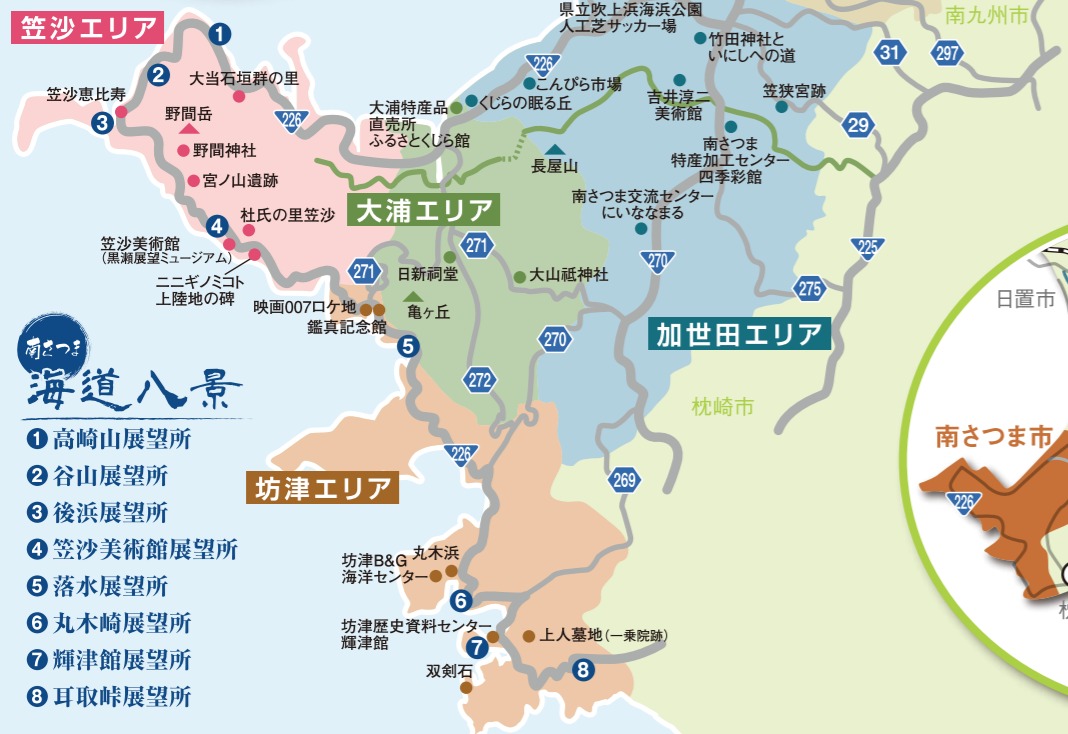 笠沙エリア
県立吹上浜海浜公園
人工芝サッカー場
南九州市
竹田神社と
いにしへの道
31
297
226
こんぴら市場
くじらの眠る丘
吉井淳二
美術館
笠狭宮跡
29
大当石垣群の里
笠沙恵比寿
野間岳
226
大浦特産品
直売所
ふるさとくじら館
野間神社
宮ノ山遺跡
長屋山
南さつま
特産加工センター
四季彩館
南さつま交流センター
にいななまる
大浦エリア
杜氏の里笠沙
笠沙美術館
(黒瀬展望ミュージアム)
ニニギノミコト
上陸地の碑
271
271
日新祠堂
大山祗神社
270
225
275
映画007ロケ地
鑑真記念館
亀ヶ丘
加世田エリア
270
272
枕崎市
日置市
南さつま市
226
枕
226
坊津エリア
269
坊津B&G
海洋センター
丸木浜
坊津歴史資料センター
輝津館
上人墓地(一乗院跡)
双剣石
1
2
3
4
5
6
7
8
南さつま
海道八景
1 高崎山展望所
2 谷山展望所
3 後浜展望所
4 笠沙美術館展望所
5 落水展望所
6 丸木崎展望所
7 輝津館展望所
8 耳取峠展望所